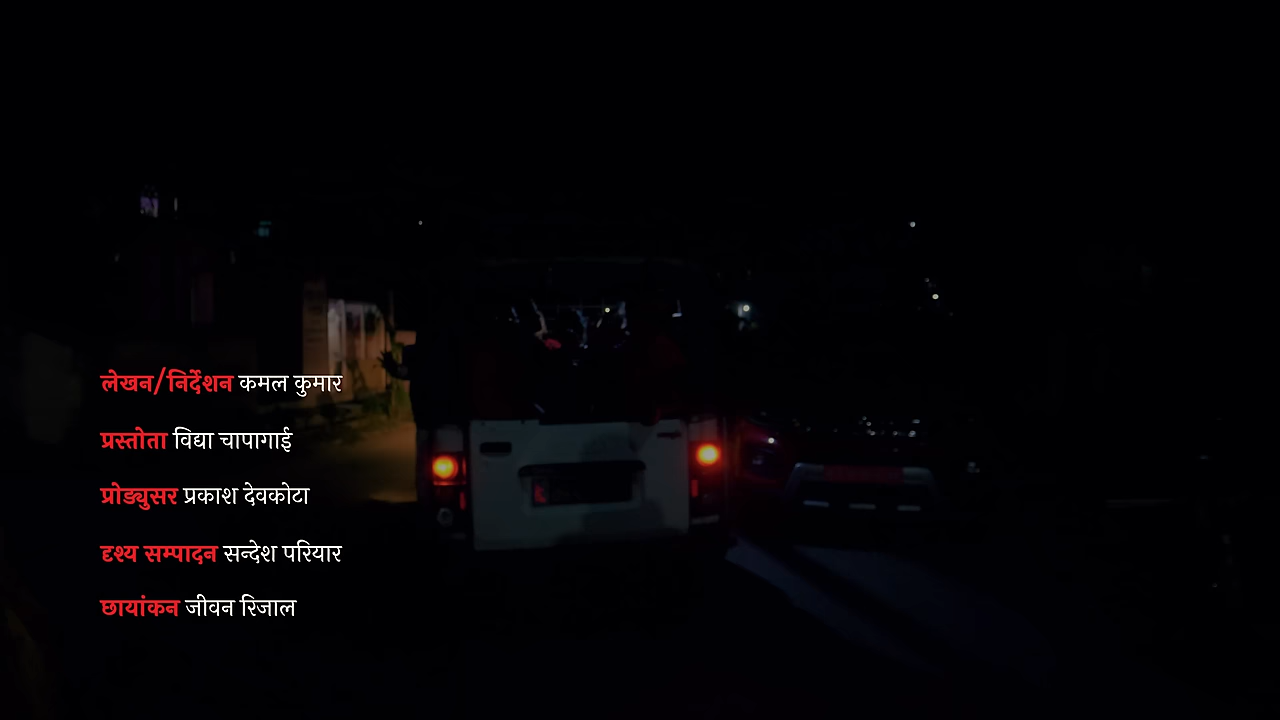 लेखन/निर्देशन कमल कुमार
प्रस्तोता विद्या चापागाई
प्रोड्युसर प्रकाश देवकोटा
दृश्य सम्पादन सन्देश परियार
छायांकन जीवन रिजाल